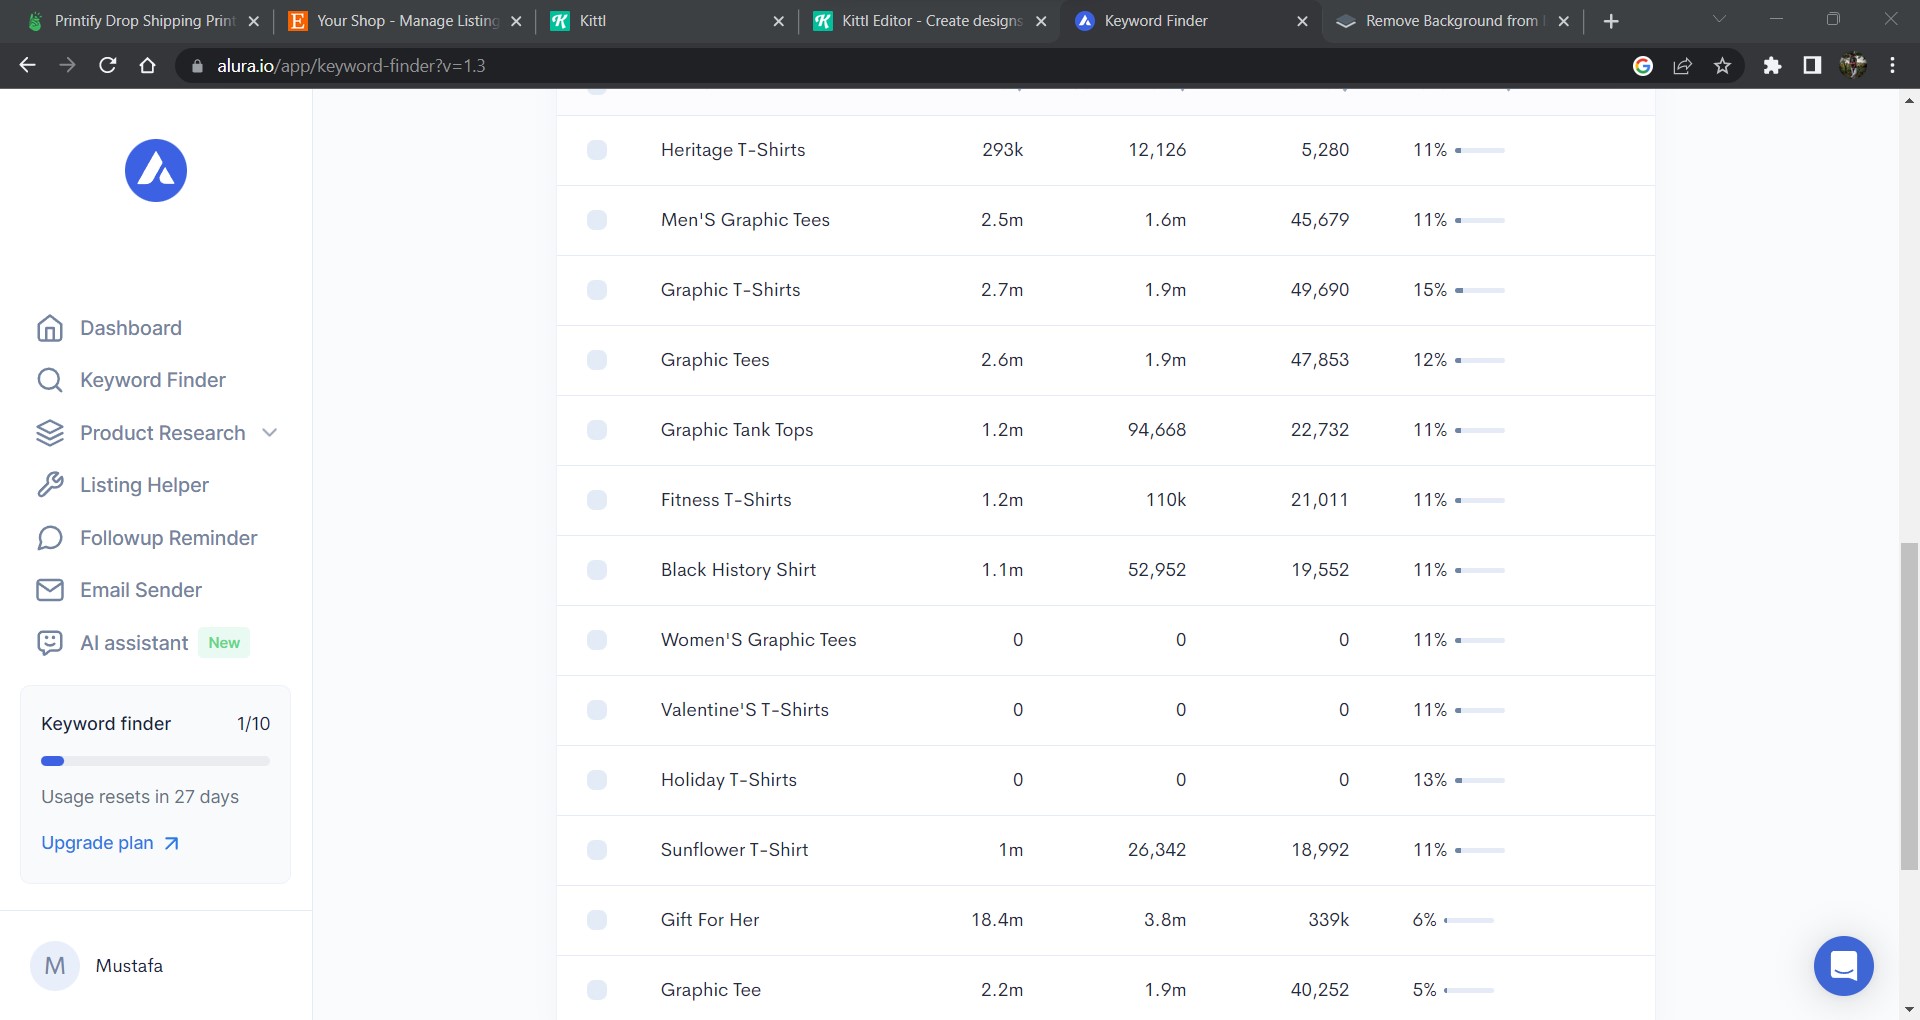 Printify Drop Shipping Print
Your Shop - Manage Listing
Kittl
Kittl Editor - Create designs
Keyword Finder
Remove Background from
alura.io/app/keyword-finder?v=1.3
Dashboard
Keyword Finder
Product Research
Listing Helper
Followup Reminder
Email Sender
AI assistant New
Keyword finder 1/10
Usage resets in 27 days
Upgrade plan
M Mustafa
Heritage T-Shirts 293k 12,126 5,280 11%
Men'S Graphic Tees 2.5m 1.6m 45,679 11%
Graphic T-Shirts 2.7m 1.9m 49,690 15%
Graphic Tees 2.6m 1.9m 47,853 12%
Graphic Tank Tops 1.2m 94,668 22,732 11%
Fitness T-Shirts 1.2m 110k 21,011 11%
Black History Shirt 1.1m 52,952 19,552 11%
Women'S Graphic Tees 0 0 0 11%
Valentine'S T-Shirts 0 0 0 11%
Holiday T-Shirts 0 0 0 13%
Sunflower T-Shirt 1m 26,342 18,992 11%
Gift For Her 18.4m 3.8m 339k 6%
Graphic Tee 2.2m 1.9m 40,252 5%